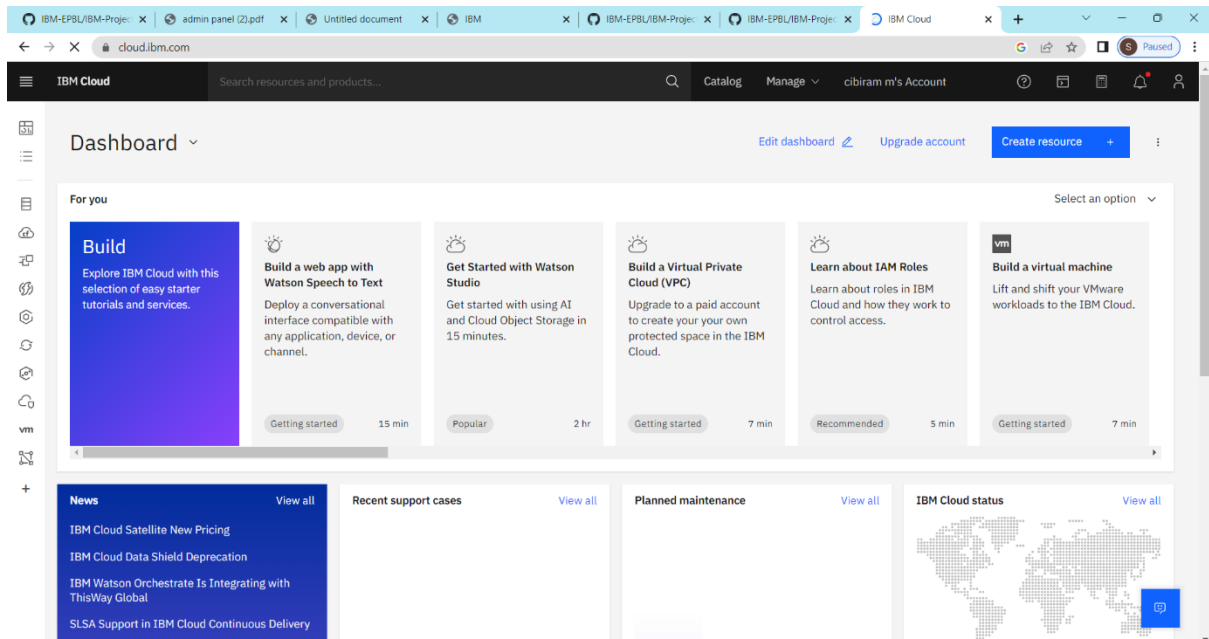 IBM-EPBL/IBM-Projec
admin panel (2).pdf
Untitled document
IBM
IBM-EPBL/IBM-Projec
IBM-EPBL/IBM-Projec
IBM Cloud
cloud.ibm.com
G
S Paused
IBM Cloud
Search resources and products...
Catalog
Manage
cibiram m's Account
Dashboard
Edit dashboard
Upgrade account
Create resource +
For you
Select an option
Build
Explore IBM Cloud with this
selection of easy starter
tutorials and services.
Build a web app with
Watson Speech to Text
Deploy a conversational
interface compatible with
any application, device, or
channel.
Getting started 15 min
Get Started with Watson
Studio
Get started with using AI
and Cloud Object Storage in
15 minutes.
Popular 2 hr
Build a Virtual Private
Cloud (VPC)
Upgrade to a paid account
to create your your own
protected space in the IBM
Cloud.
Getting started 7 min
Learn about IAM Roles
Learn about roles in IBM
Cloud and how they work to
control access.
Recommended 5 min
vm
Build a virtual machine
Lift and shift your VMware
workloads to the IBM Cloud.
Getting started 7 min
vm
News View all
IBM Cloud Satellite New Pricing
IBM Cloud Data Shield Deprecation
IBM Watson Orchestrate Is Integrating with
ThisWay Global
SLSA Support in IBM Cloud Continuous Delivery
Recent support cases View all
Planned maintenance View all
IBM Cloud status View all